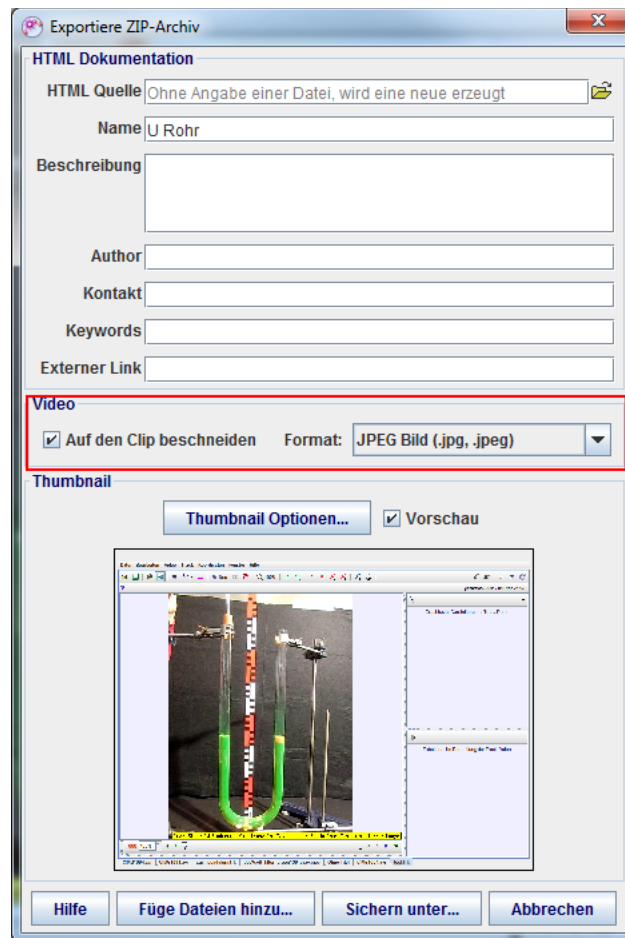 Exportiere ZIP-Archiv
HTML Dokumentation
HTML Quelle Ohne Angabe einer Datei, wird eine neue erzeugt
Name U Rohr
Beschreibung
Author
Kontakt
Keywords
Externer Link
Video
Auf den Clip beschneiden Format: JPEG Bild (.jpg, .jpeg)
Thumbnail
Thumbnail Optionen... Vorschau
Hilfe Füge Dateien hinzu... Sichern unter... Abbrechen